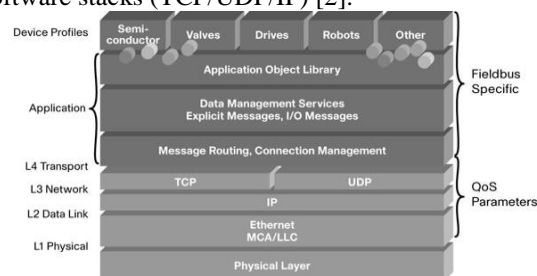 oftware stacks (TCP/UDP/IP) [2].
Device Profiles
Semi-
conductor
Valves
Drives
Robots
Other
Application Object Library
Fieldbus
Specific
Application
Data Management Services
Explicit Messages, I/O Messages
Message Routing, Connection Management
L4 Transport
TCP
UDP
L3 Network
IP
QoS
Parameters
L2 Data Link
Ethernet
MCA/LLC
L1 Physical
Physical Layer